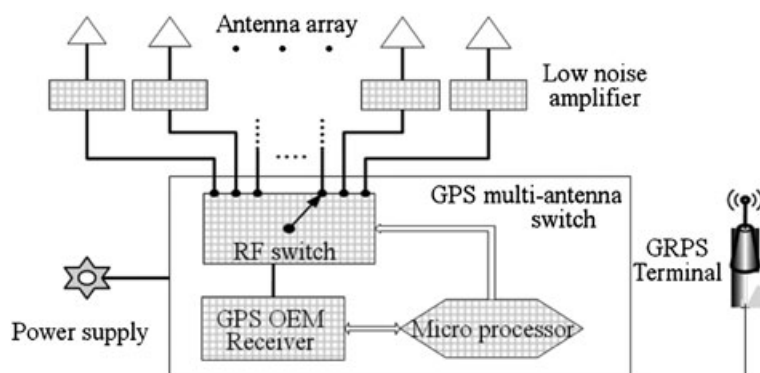 Antenna array
Low noise
amplifier
GPS multi-antenna
switch
RF switch
GRPS
Terminal
Power supply
GPS OEM
Receiver
Micro processor